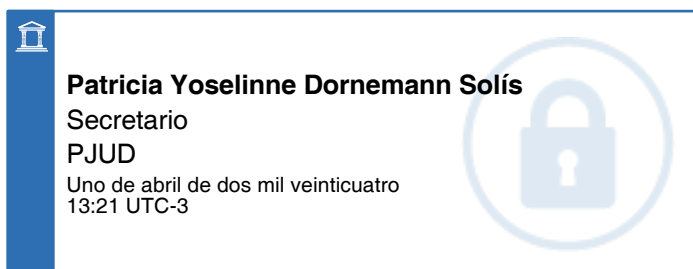 Patricia Yoselinne Dornemann Solís
Secretario
PJUD
Uno de abril de dos mil veinticuatro
13:21 UTC-3